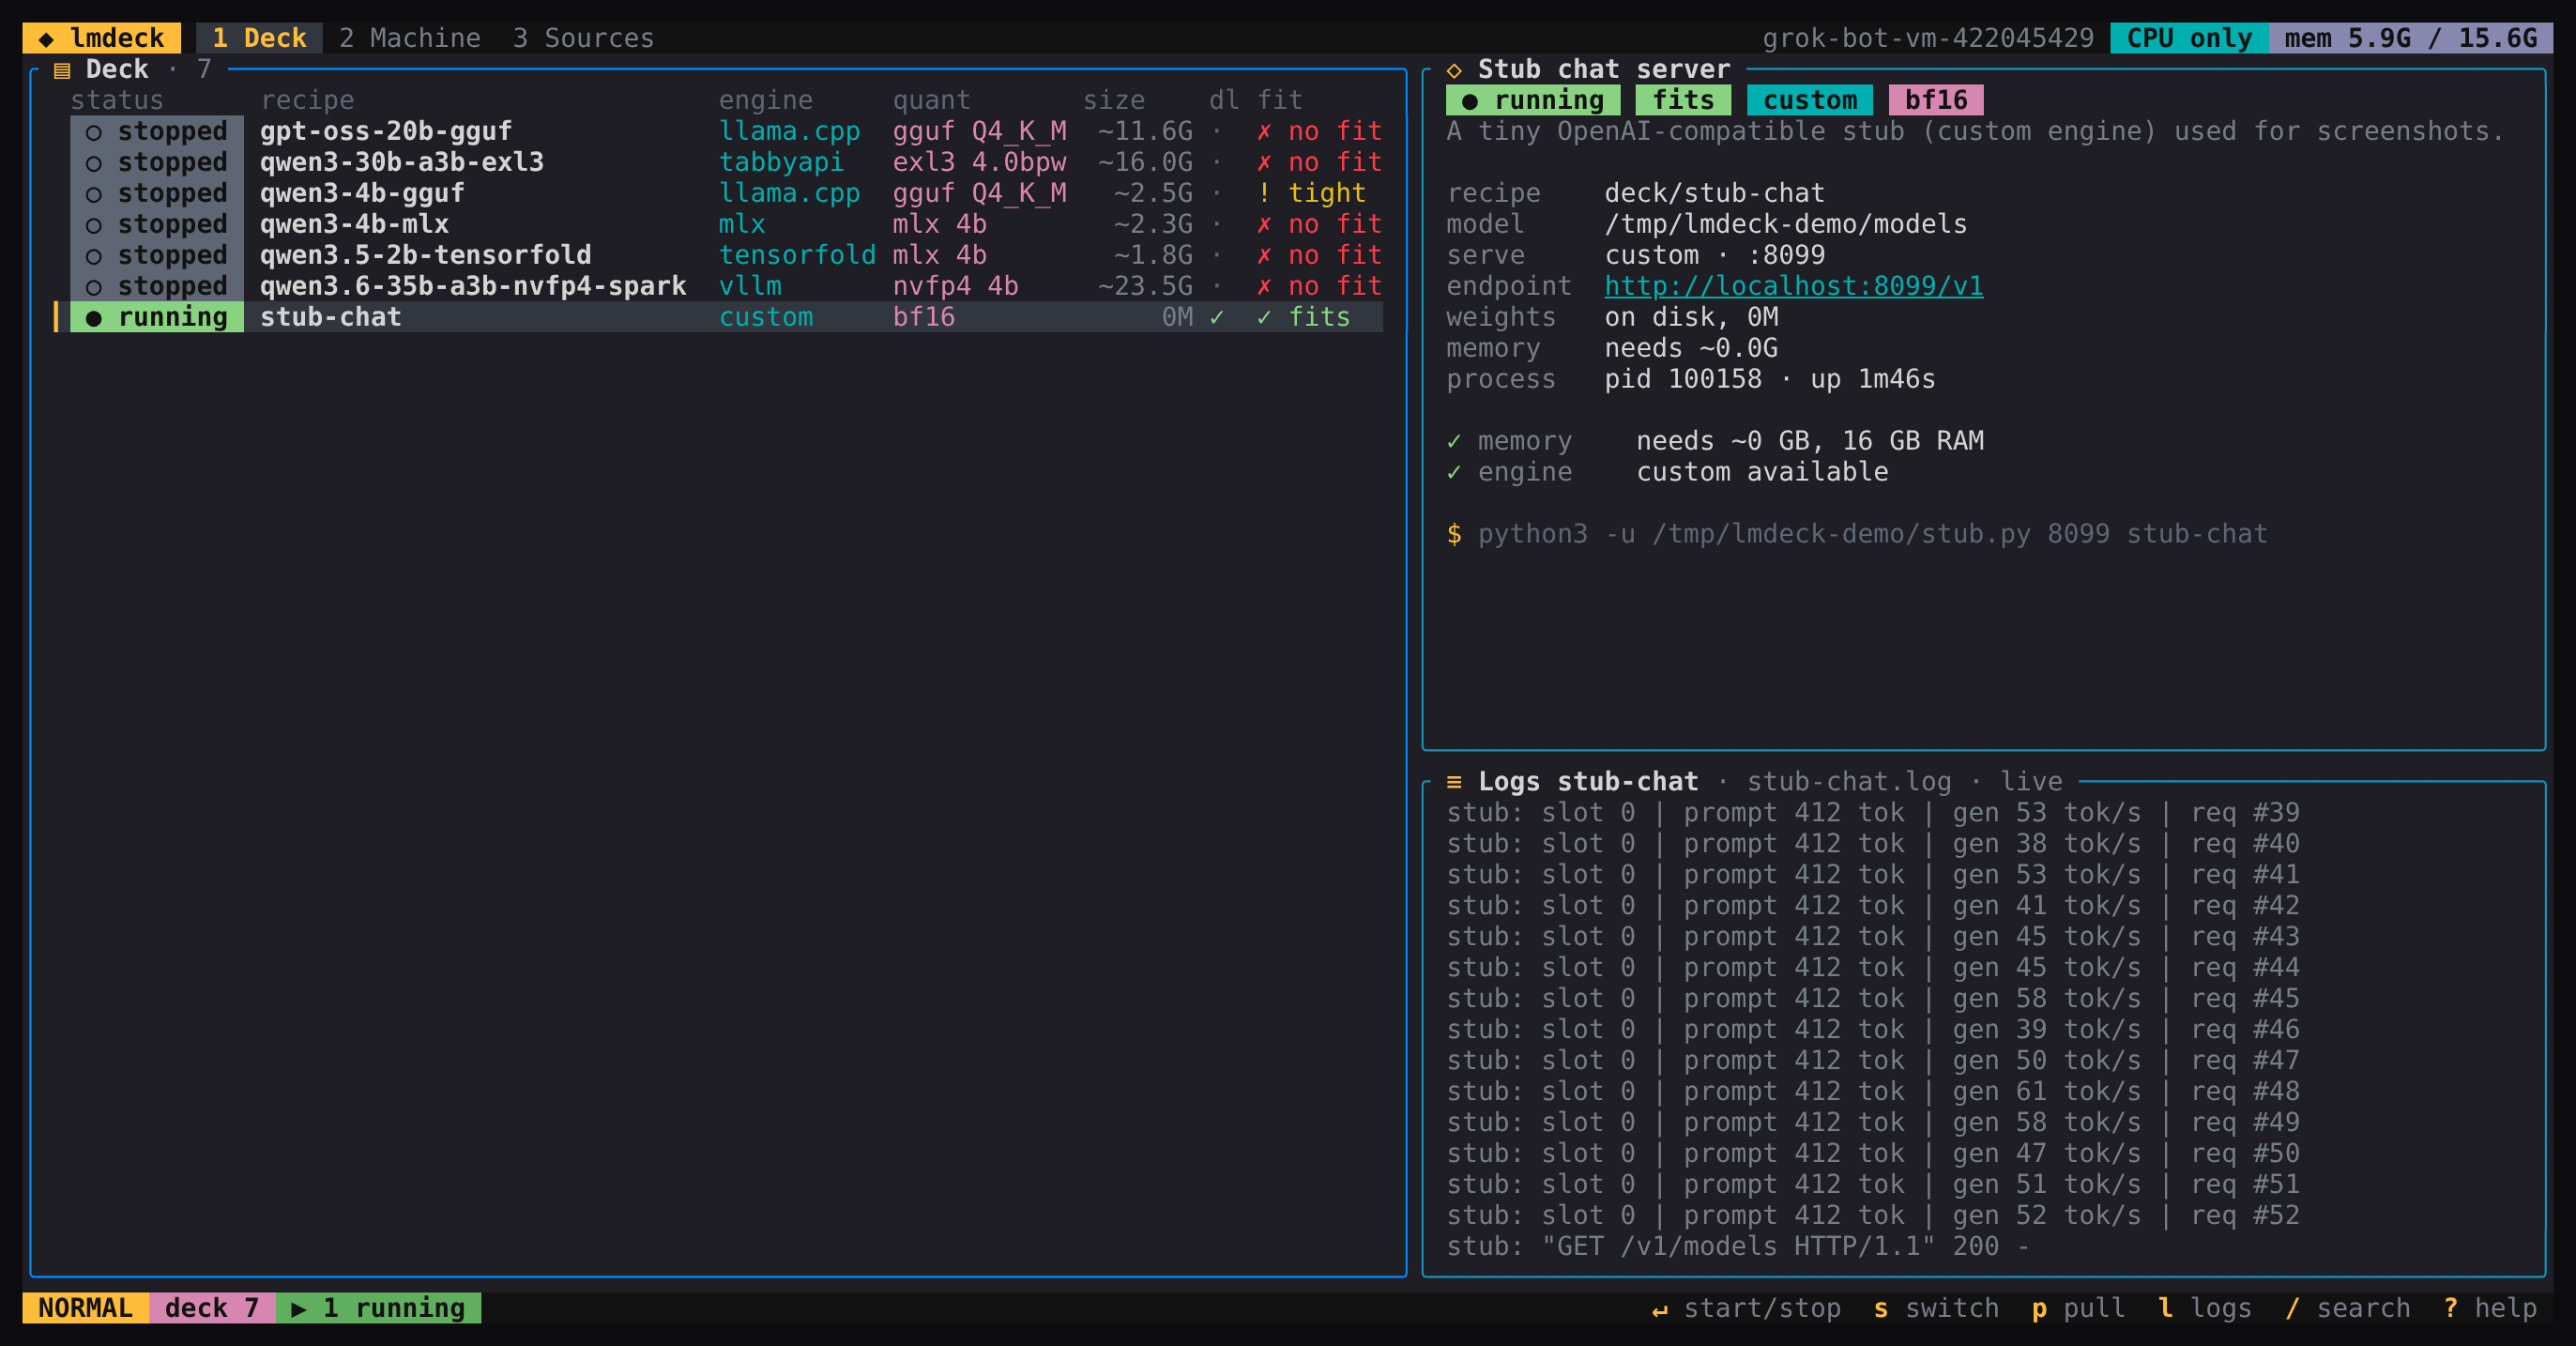 ◆ lmdeck 1 Deck 2 Machine 3 Sources grok-bot-vm-422045429 CPU only mem 5.9G / 15.6G
▤ Deck · 7
status recipe engine quant size dl fit
○ stopped gpt-oss-20b-gguf llama.cpp gguf Q4_K_M ~11.6G · ✗ no fit
○ stopped qwen3-30b-a3b-exl3 tabbyapi exl3 4.0bpw ~16.0G · ✗ no fit
○ stopped qwen3-4b-gguf llama.cpp gguf Q4_K_M ~2.5G · ! tight
○ stopped qwen3-4b-mlx mlx mlx 4b ~2.3G · ✗ no fit
○ stopped qwen3.5-2b-tensorfold tensorfold mlx 4b ~1.8G · ✗ no fit
○ stopped qwen3.6-35b-a3b-nvfp4-spark vllm nvfp4 4b ~23.5G · ✗ no fit
● running stub-chat custom bf16 0M ✓ ✓ fits
◇ Stub chat server
● running fits custom bf16
A tiny OpenAI-compatible stub (custom engine) used for screenshots.
recipe deck/stub-chat
model /tmp/lmdeck-demo/models
serve custom · :8099
endpoint http://localhost:8099/v1
weights on disk, 0M
memory needs ~0.0G
process pid 100158 · up 1m46s
✓ memory needs ~0 GB, 16 GB RAM
✓ engine custom available
$ python3 -u /tmp/lmdeck-demo/stub.py 8099 stub-chat
≡ Logs stub-chat · stub-chat.log · live
stub: slot 0 | prompt 412 tok | gen 53 tok/s | req #39
stub: slot 0 | prompt 412 tok | gen 38 tok/s | req #40
stub: slot 0 | prompt 412 tok | gen 53 tok/s | req #41
stub: slot 0 | prompt 412 tok | gen 41 tok/s | req #42
stub: slot 0 | prompt 412 tok | gen 45 tok/s | req #43
stub: slot 0 | prompt 412 tok | gen 45 tok/s | req #44
stub: slot 0 | prompt 412 tok | gen 58 tok/s | req #45
stub: slot 0 | prompt 412 tok | gen 39 tok/s | req #46
stub: slot 0 | prompt 412 tok | gen 50 tok/s | req #47
stub: slot 0 | prompt 412 tok | gen 61 tok/s | req #48
stub: slot 0 | prompt 412 tok | gen 58 tok/s | req #49
stub: slot 0 | prompt 412 tok | gen 47 tok/s | req #50
stub: slot 0 | prompt 412 tok | gen 51 tok/s | req #51
stub: slot 0 | prompt 412 tok | gen 52 tok/s | req #52
stub: "GET /v1/models HTTP/1.1" 200 -
NORMAL deck 7 ▶ 1 running ↵ start/stop s switch p pull l logs / search ? help